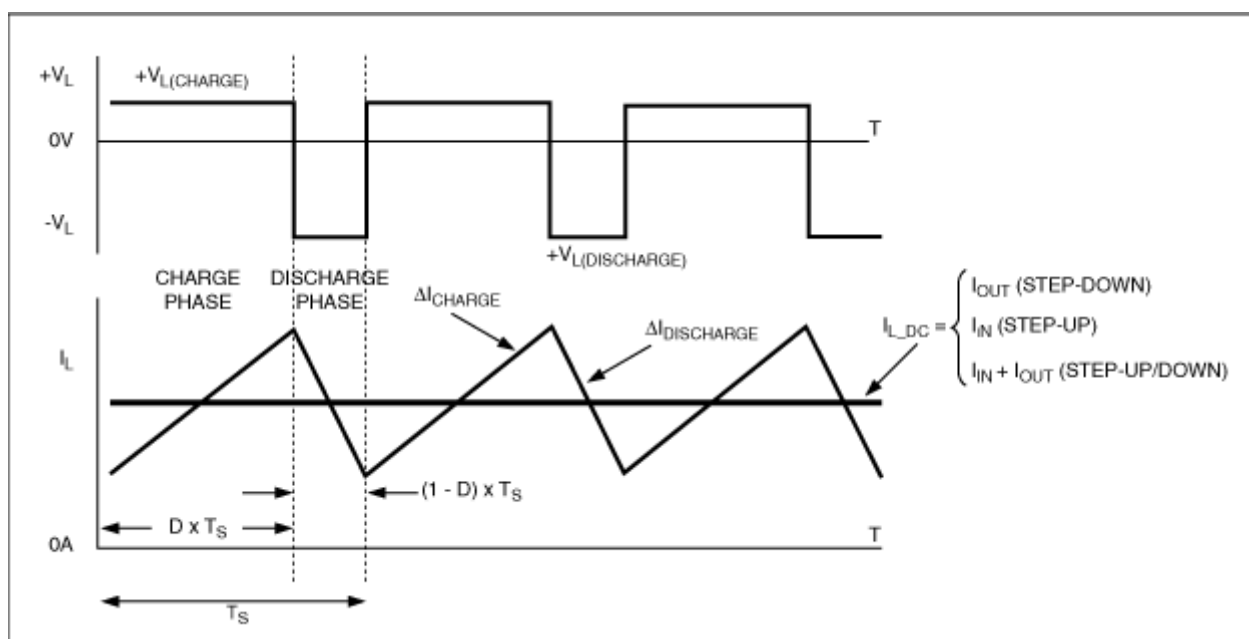 +VL
+VL(CHARGE)
0V
T
-VL
+VL(DISCHARGE)
CHARGE
PHASE
DISCHARGE
PHASE
ΔICHARGE
ΔIDISCHARGE
IL
IL_DC =
IOUT (STEP-DOWN)
IIN (STEP-UP)
IIN + IOUT (STEP-UP/DOWN)
(1 - D) x TS
D x TS
0A
T
TS